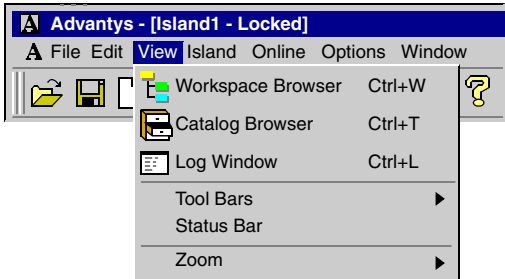 Advantys - [Island1 - Locked]
A File Edit View Island Online Options Window
Workspace Browser Ctrl+W
Catalog Browser Ctrl+T
Log Window Ctrl+L
Tool Bars
Status Bar
Zoom